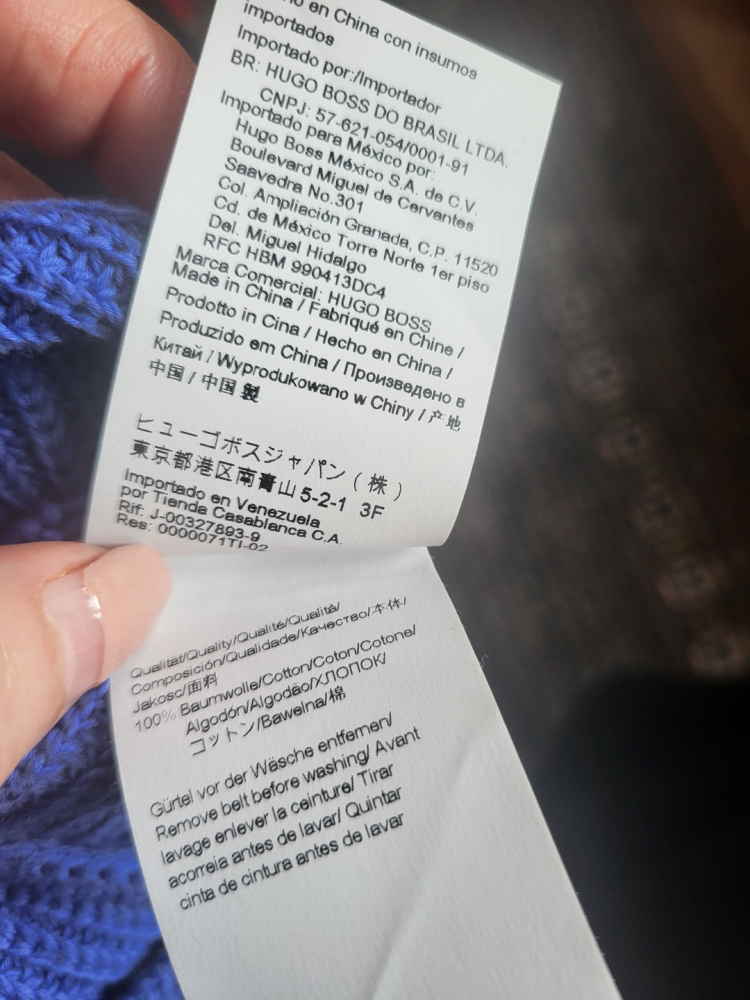 en China con insumos
importados
Importado por:/Importador
BR: HUGO BOSS DO BRASIL LTDA.
CNPJ: 57-621-054/0001-91
Importado para México por:
Hugo Boss México S.A. de C.V.
Boulevard Miguel de Cervantes
Saavedra No.301
Col. Ampliación Granada, C.P. 11520
Cd. de México Torre Norte 1er piso
Del. Miguel Hidalgo
RFC HBM 990413DC4
Marca Comercial: HUGO BOSS
Made in China / Fabriqué en Chine /
Prodotto in Cina / Hecho en China /
Produzido em China / Произведено в
Китай / Wyprodukowano w Chiny / 产地
中国 / 中国 製
ヒューゴボスジャパン ( 株 )
東京都港区南青山 5-2-1 3F
Importado en Venezuela
por Tienda Casablanca C.A.
Rif: J-00327893-9
Res: 0000071TI-02
Qualität/Quality/Qualité/Qualità/
Composición/Qualidade/Качество/本体/
Jakosc/面料
100% Baumwolle/Cotton/Coton/Cotone/
Algodón/Algodão/ХЛОПОК/
コットン/Bawelna/棉
Gürtel vor der Wäsche entfernen/
Remove belt before washing/ Avant
lavage enlever la ceinture/ Tirar
acorreia antes de lavar/ Quintar
cinta de cintura antes de lavar